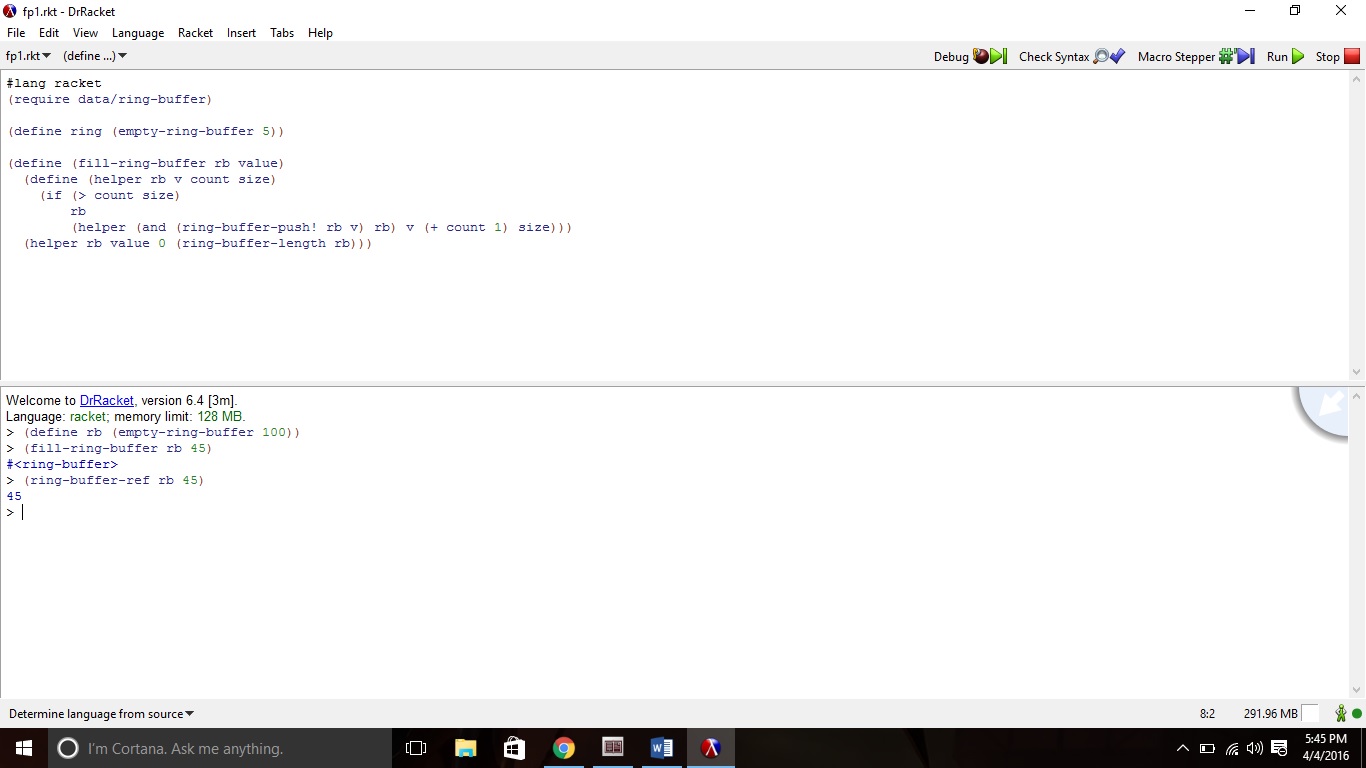 fp1.rkt - DrRacket
File Edit View Language Racket Insert Tabs Help
fp1.rkt (define ...) Debug Check Syntax Macro Stepper Run Stop
#lang racket
(require data/ring-buffer)
(define ring (empty-ring-buffer 5))
(define (fill-ring-buffer rb value)
  (define (helper rb v count size)
    (if (> count size)
        rb
        (helper (and (ring-buffer-push! rb v) rb) v (+ count 1) size)))
  (helper rb value 0 (ring-buffer-length rb)))
Welcome to DrRacket, version 6.4 [3m].
Language: racket; memory limit: 128 MB.
> (define rb (empty-ring-buffer 100))
> (fill-ring-buffer rb 45)
#<ring-buffer>
> (ring-buffer-ref rb 45)
45
>
Determine language from source 8:2 291.96 MB
I'm Cortana. Ask me anything.
5:45 PM
4/4/2016